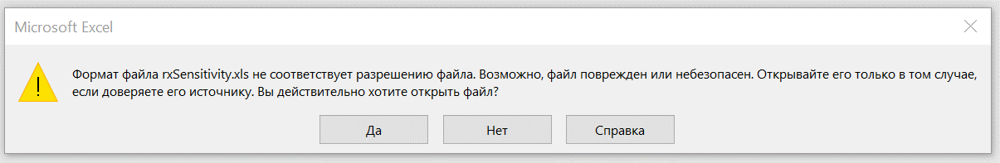 Microsoft Excel
Формат файла rxSensitivity.xls не соответствует разрешению файла. Возможно, файл поврежден или небезопасен. Открывайте его только в том случае,
если доверяете его источнику. Вы действительно хотите открыть файл?
Да Нет Справка